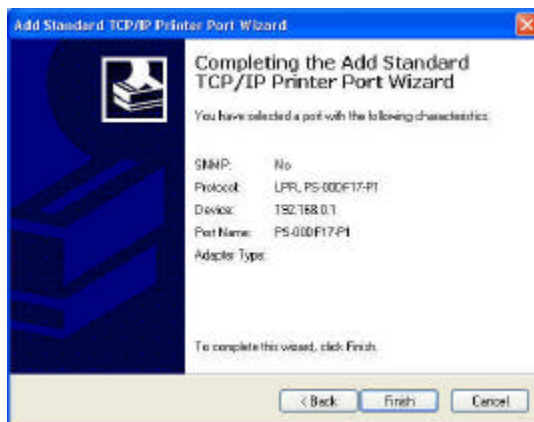 Add Standard TCP/IP Printer Port Wizard
Completing the Add Standard
TCP/IP Printer Port Wizard
You have selected a port with the following characteristics.
SNMP: No
Protocol: LPR, PS-00DF17-P1
Device: 192.168.0.1
Port Name: PS-00DF17-P1
Adapter Type:
To complete this wizard, click Finish.
< Back Finish Cancel